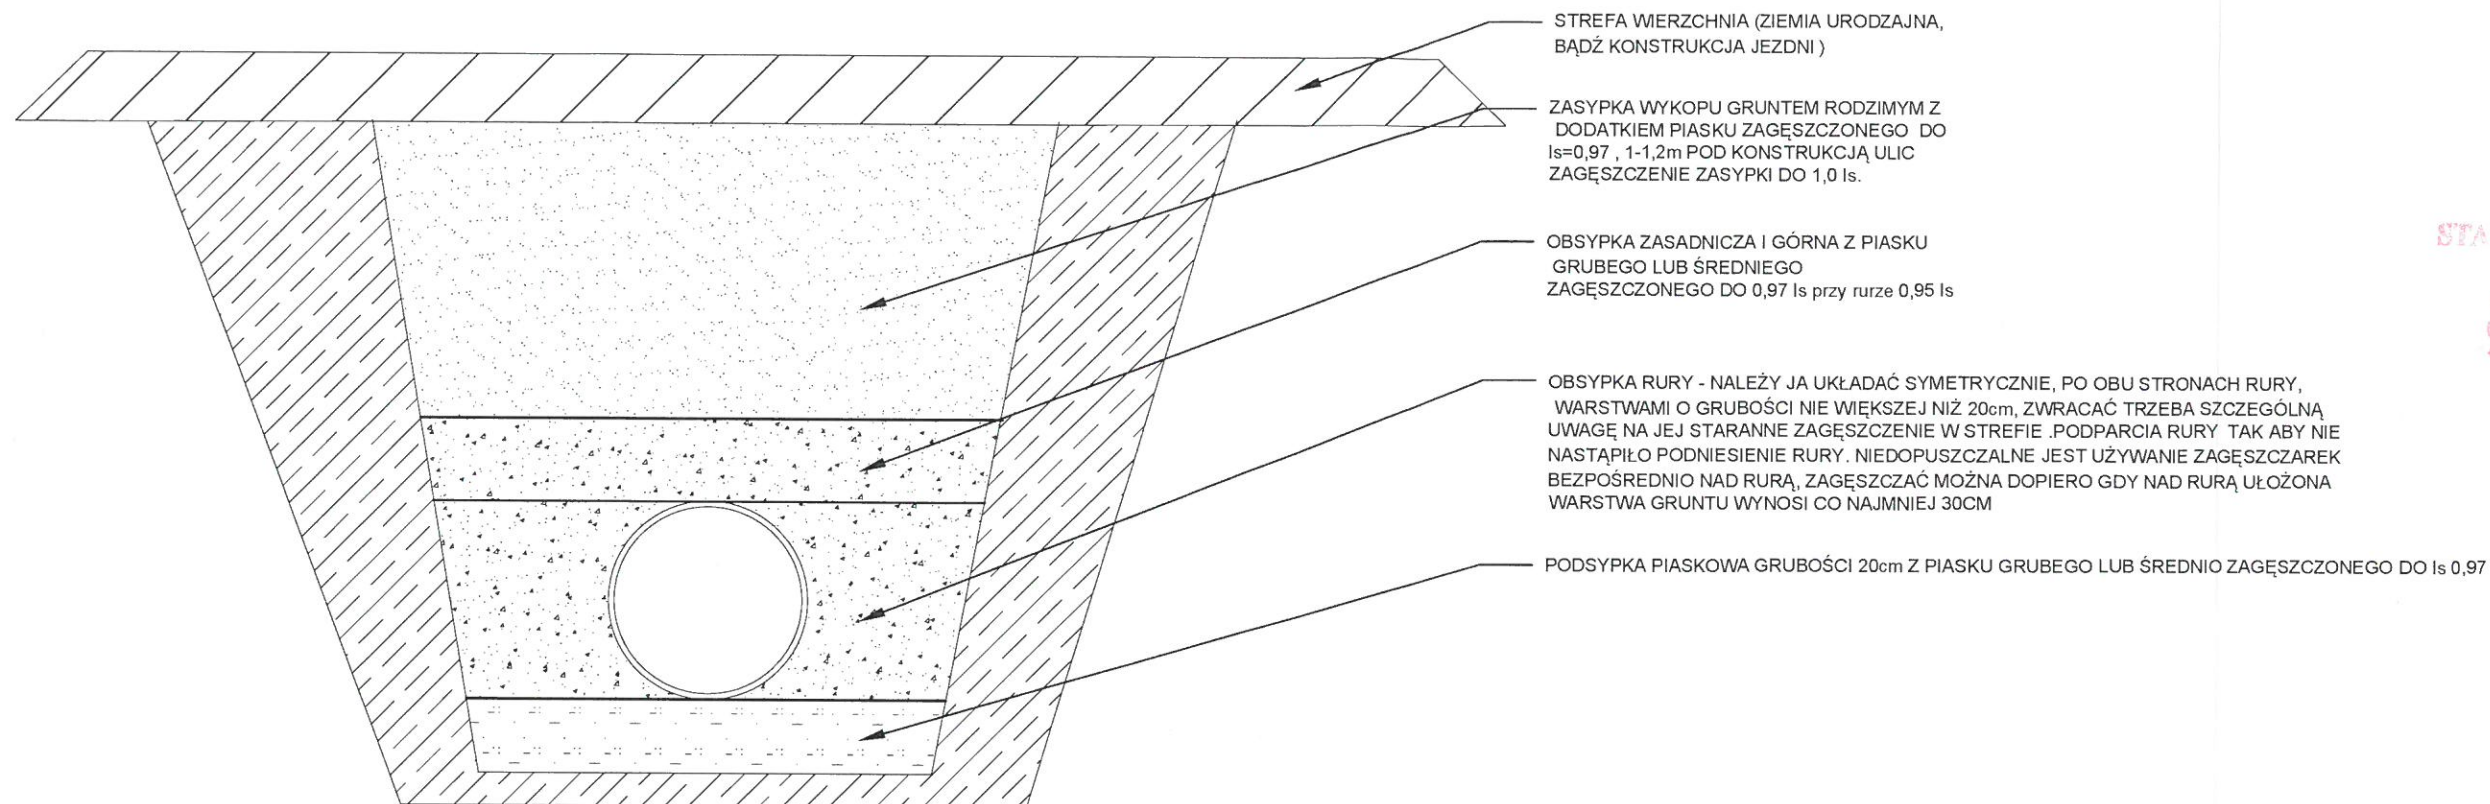 STREFA WIERZCHNIA (ZIEMIA URODZAJNA,
BĄDŹ KONSTRUKCJA JEZDNI )
ZASYPKA WYKOPU GRUNTEM RODZIMYM Z
DODATKIEM PIASKU ZAGĘSZCZONEGO DO
Is=0,97 , 1-1,2m POD KONSTRUKCJĄ ULIC
ZAGĘSZCZENIE ZASYPKI DO 1,0 Is.
OBSYPKA ZASADNICZA I GÓRNA Z PIASKU
GRUBEGO LUB ŚREDNIEGO
ZAGĘSZCZONEGO DO 0,97 Is przy rurze 0,95 Is
OBSYPKA RURY - NALEŻY JA UKŁADAĆ SYMETRYCZNIE, PO OBU STRONACH RURY,
WARSTWAMI O GRUBOŚCI NIE WIĘKSZEJ NIŻ 20cm, ZWRACAĆ TRZEBA SZCZEGÓLNĄ
UWAGĘ NA JEJ STARANNE ZAGĘSZCZENIE W STREFIE .PODPARCIA RURY TAK ABY NIE
NASTĄPIŁO PODNIESIENIE RURY. NIEDOPUSZCZALNE JEST UŻYWANIE ZAGĘSZCZAREK
BEZPOŚREDNIO NAD RURĄ, ZAGĘSZCZAĆ MOŻNA DOPIERO GDY NAD RURĄ UŁOŻONA
WARSTWA GRUNTU WYNOSI CO NAJMNIEJ 30CM
PODSYPKA PIASKOWA GRUBOŚCI 20cm Z PIASKU GRUBEGO LUB ŚREDNIO ZAGĘSZCZONEGO DO Is 0,97
STA